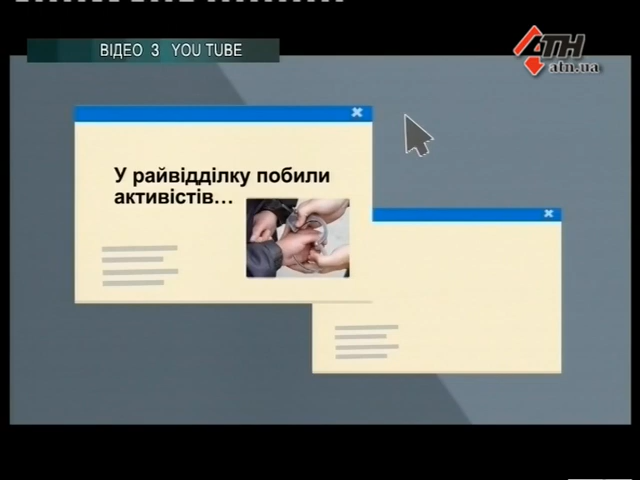 ВІДЕО З YOU TUBE
АТН
atn.ua
У райвідділку побили
активістів...